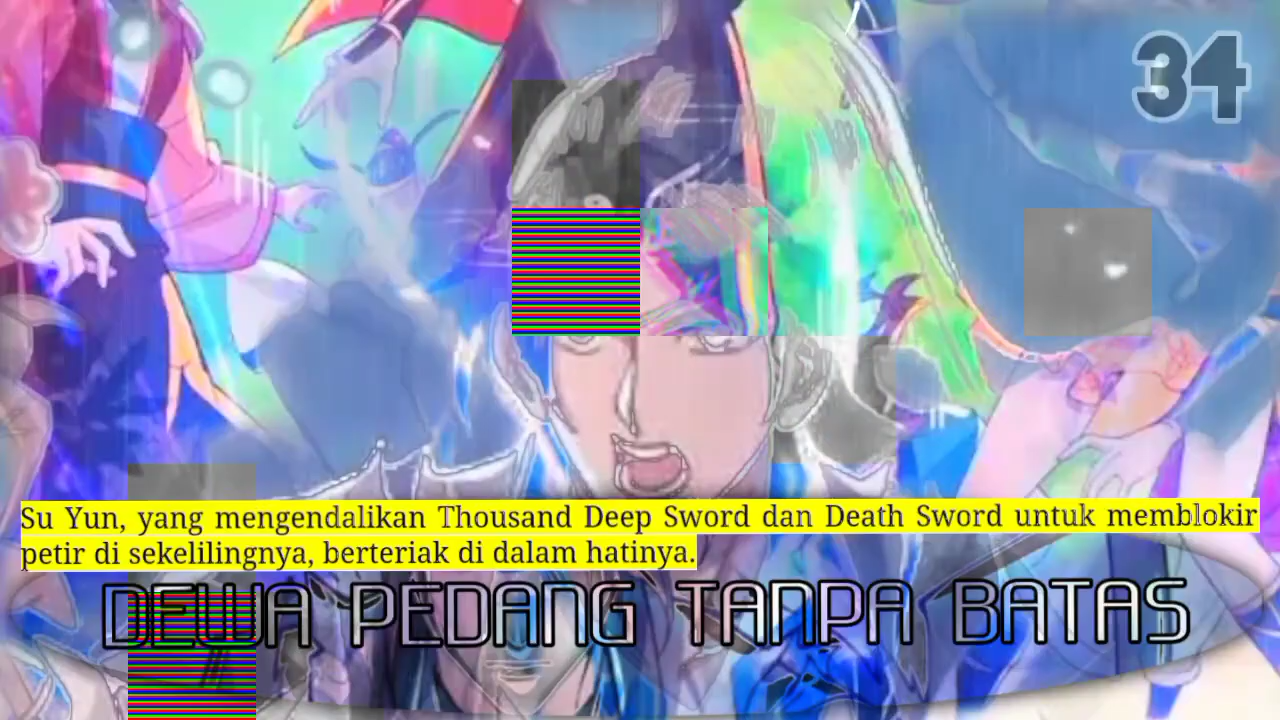 34
Su Yun, yang mengendalikan Thousand Deep Sword dan Death Sword untuk memblokir
petir di sekelilingnya, berteriak di dalam hatinya.
DEWA PEDANG TANPA BATAS